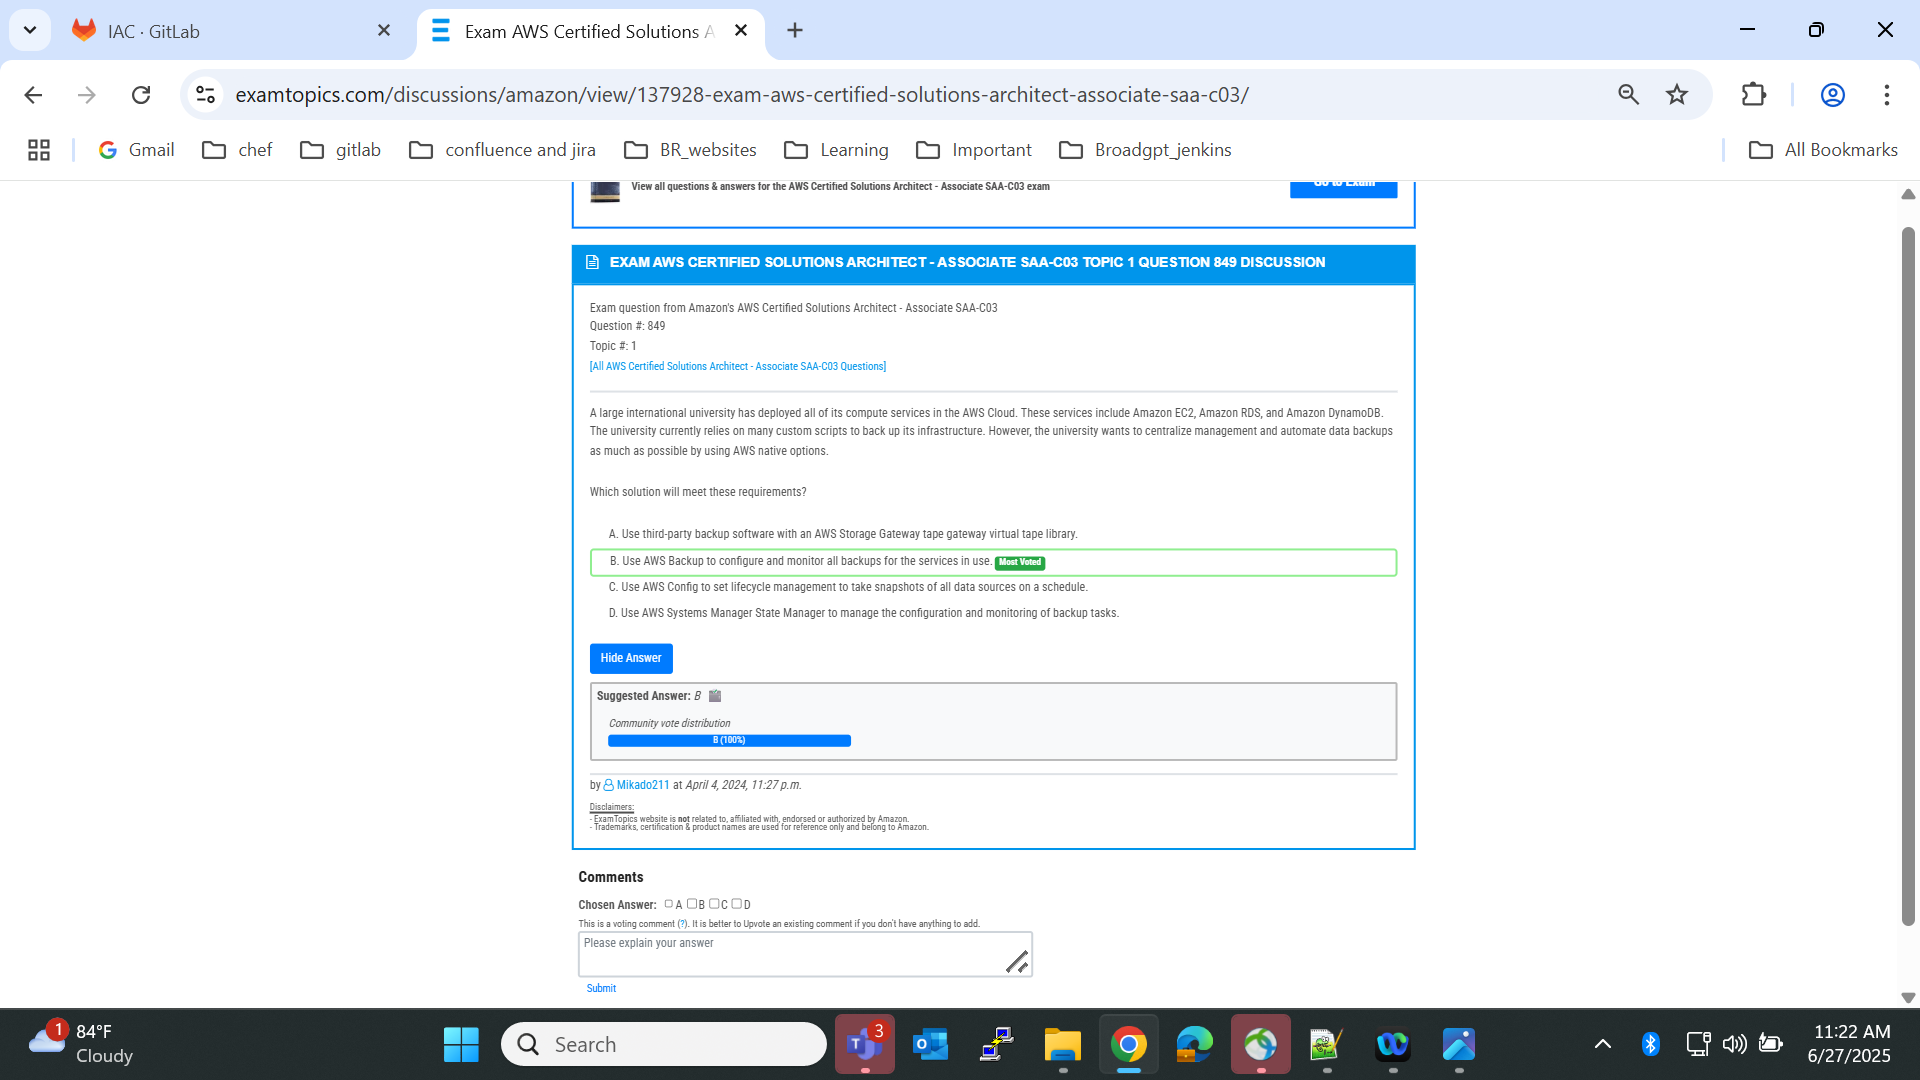 IAC · GitLab
Exam AWS Certified Solutions A
examtopics.com/discussions/amazon/view/137928-exam-aws-certified-solutions-architect-associate-saa-c03/
Gmail
chef
gitlab
confluence and jira
BR_websites
Learning
Important
Broadgpt_jenkins
All Bookmarks
View all questions & answers for the AWS Certified Solutions Architect - Associate SAA-C03 exam
Go to Exam
EXAM AWS CERTIFIED SOLUTIONS ARCHITECT - ASSOCIATE SAA-C03 TOPIC 1 QUESTION 849 DISCUSSION
Exam question from Amazon's AWS Certified Solutions Architect - Associate SAA-C03
Question #: 849
Topic #: 1
[All AWS Certified Solutions Architect - Associate SAA-C03 Questions]
A large international university has deployed all of its compute services in the AWS Cloud. These services include Amazon EC2, Amazon RDS, and Amazon DynamoDB.
The university currently relies on many custom scripts to back up its infrastructure. However, the university wants to centralize management and automate data backups
as much as possible by using AWS native options.
Which solution will meet these requirements?
A. Use third-party backup software with an AWS Storage Gateway tape gateway virtual tape library.
B. Use AWS Backup to configure and monitor all backups for the services in use. Most Voted
C. Use AWS Config to set lifecycle management to take snapshots of all data sources on a schedule.
D. Use AWS Systems Manager State Manager to manage the configuration and monitoring of backup tasks.
Hide Answer
Suggested Answer: B
Community vote distribution
B (100%)
by Mikado211 at April 4, 2024, 11:27 p.m.
Disclaimers:
- ExamTopics website is not related to, affiliated with, endorsed or authorized by Amazon.
- Trademarks, certification & product names are used for reference only and belong to Amazon.
Comments
Chosen Answer: A B C D
This is a voting comment (?). It is better to Upvote an existing comment if you don't have anything to add.
Please explain your answer
Submit
1
84°F
Cloudy
Search
3
11:22 AM
6/27/2025